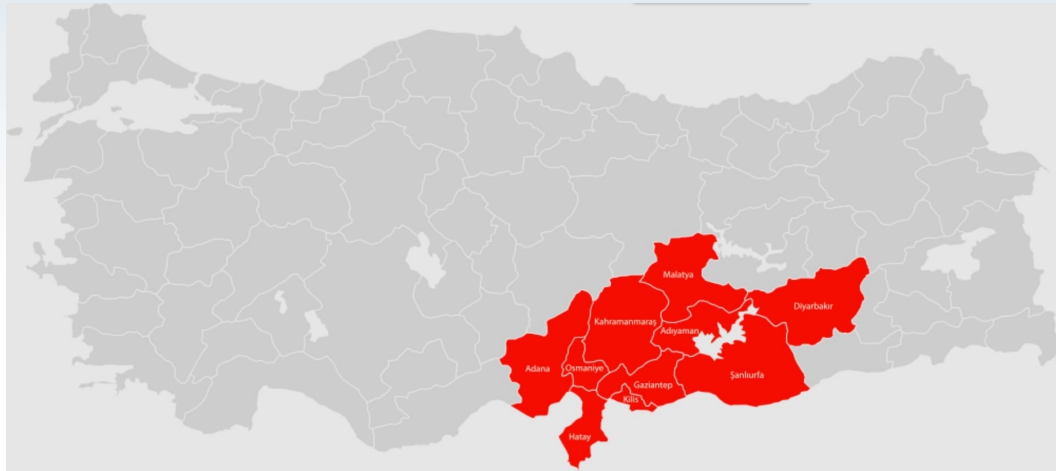 Malatya
Diyarbakır
Kahramanmaraş
Adıyaman
Adana
Osmaniye
Şanlıurfa
Gaziantep
Kilis
Hatay